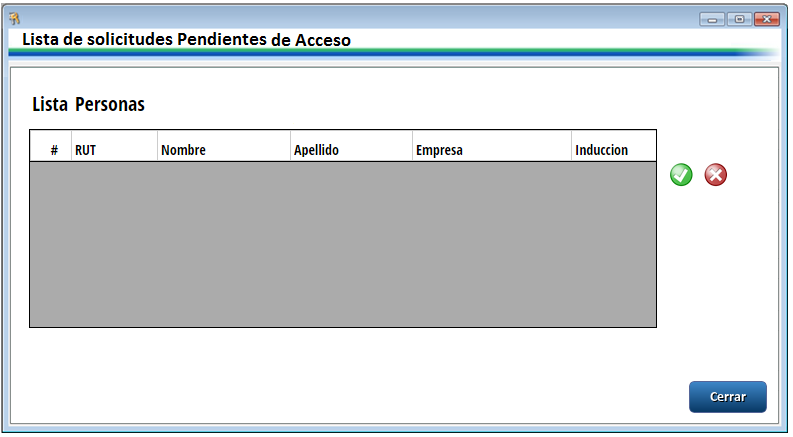 Lista de solicitudes Pendientes de Acceso
Lista Personas
# RUT Nombre Apellido Empresa Induccion
Cerrar